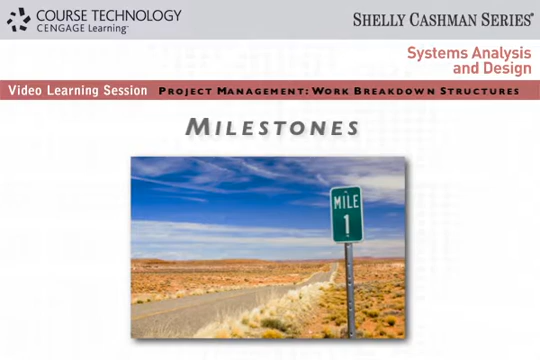 COURSE TECHNOLOGY
CENGAGE Learning™
SHELLY CASHMAN SERIES®
Systems Analysis
and Design
Video Learning Session PROJECT MANAGEMENT: WORK BREAKDOWN STRUCTURES
MILESTONES
MILE
1